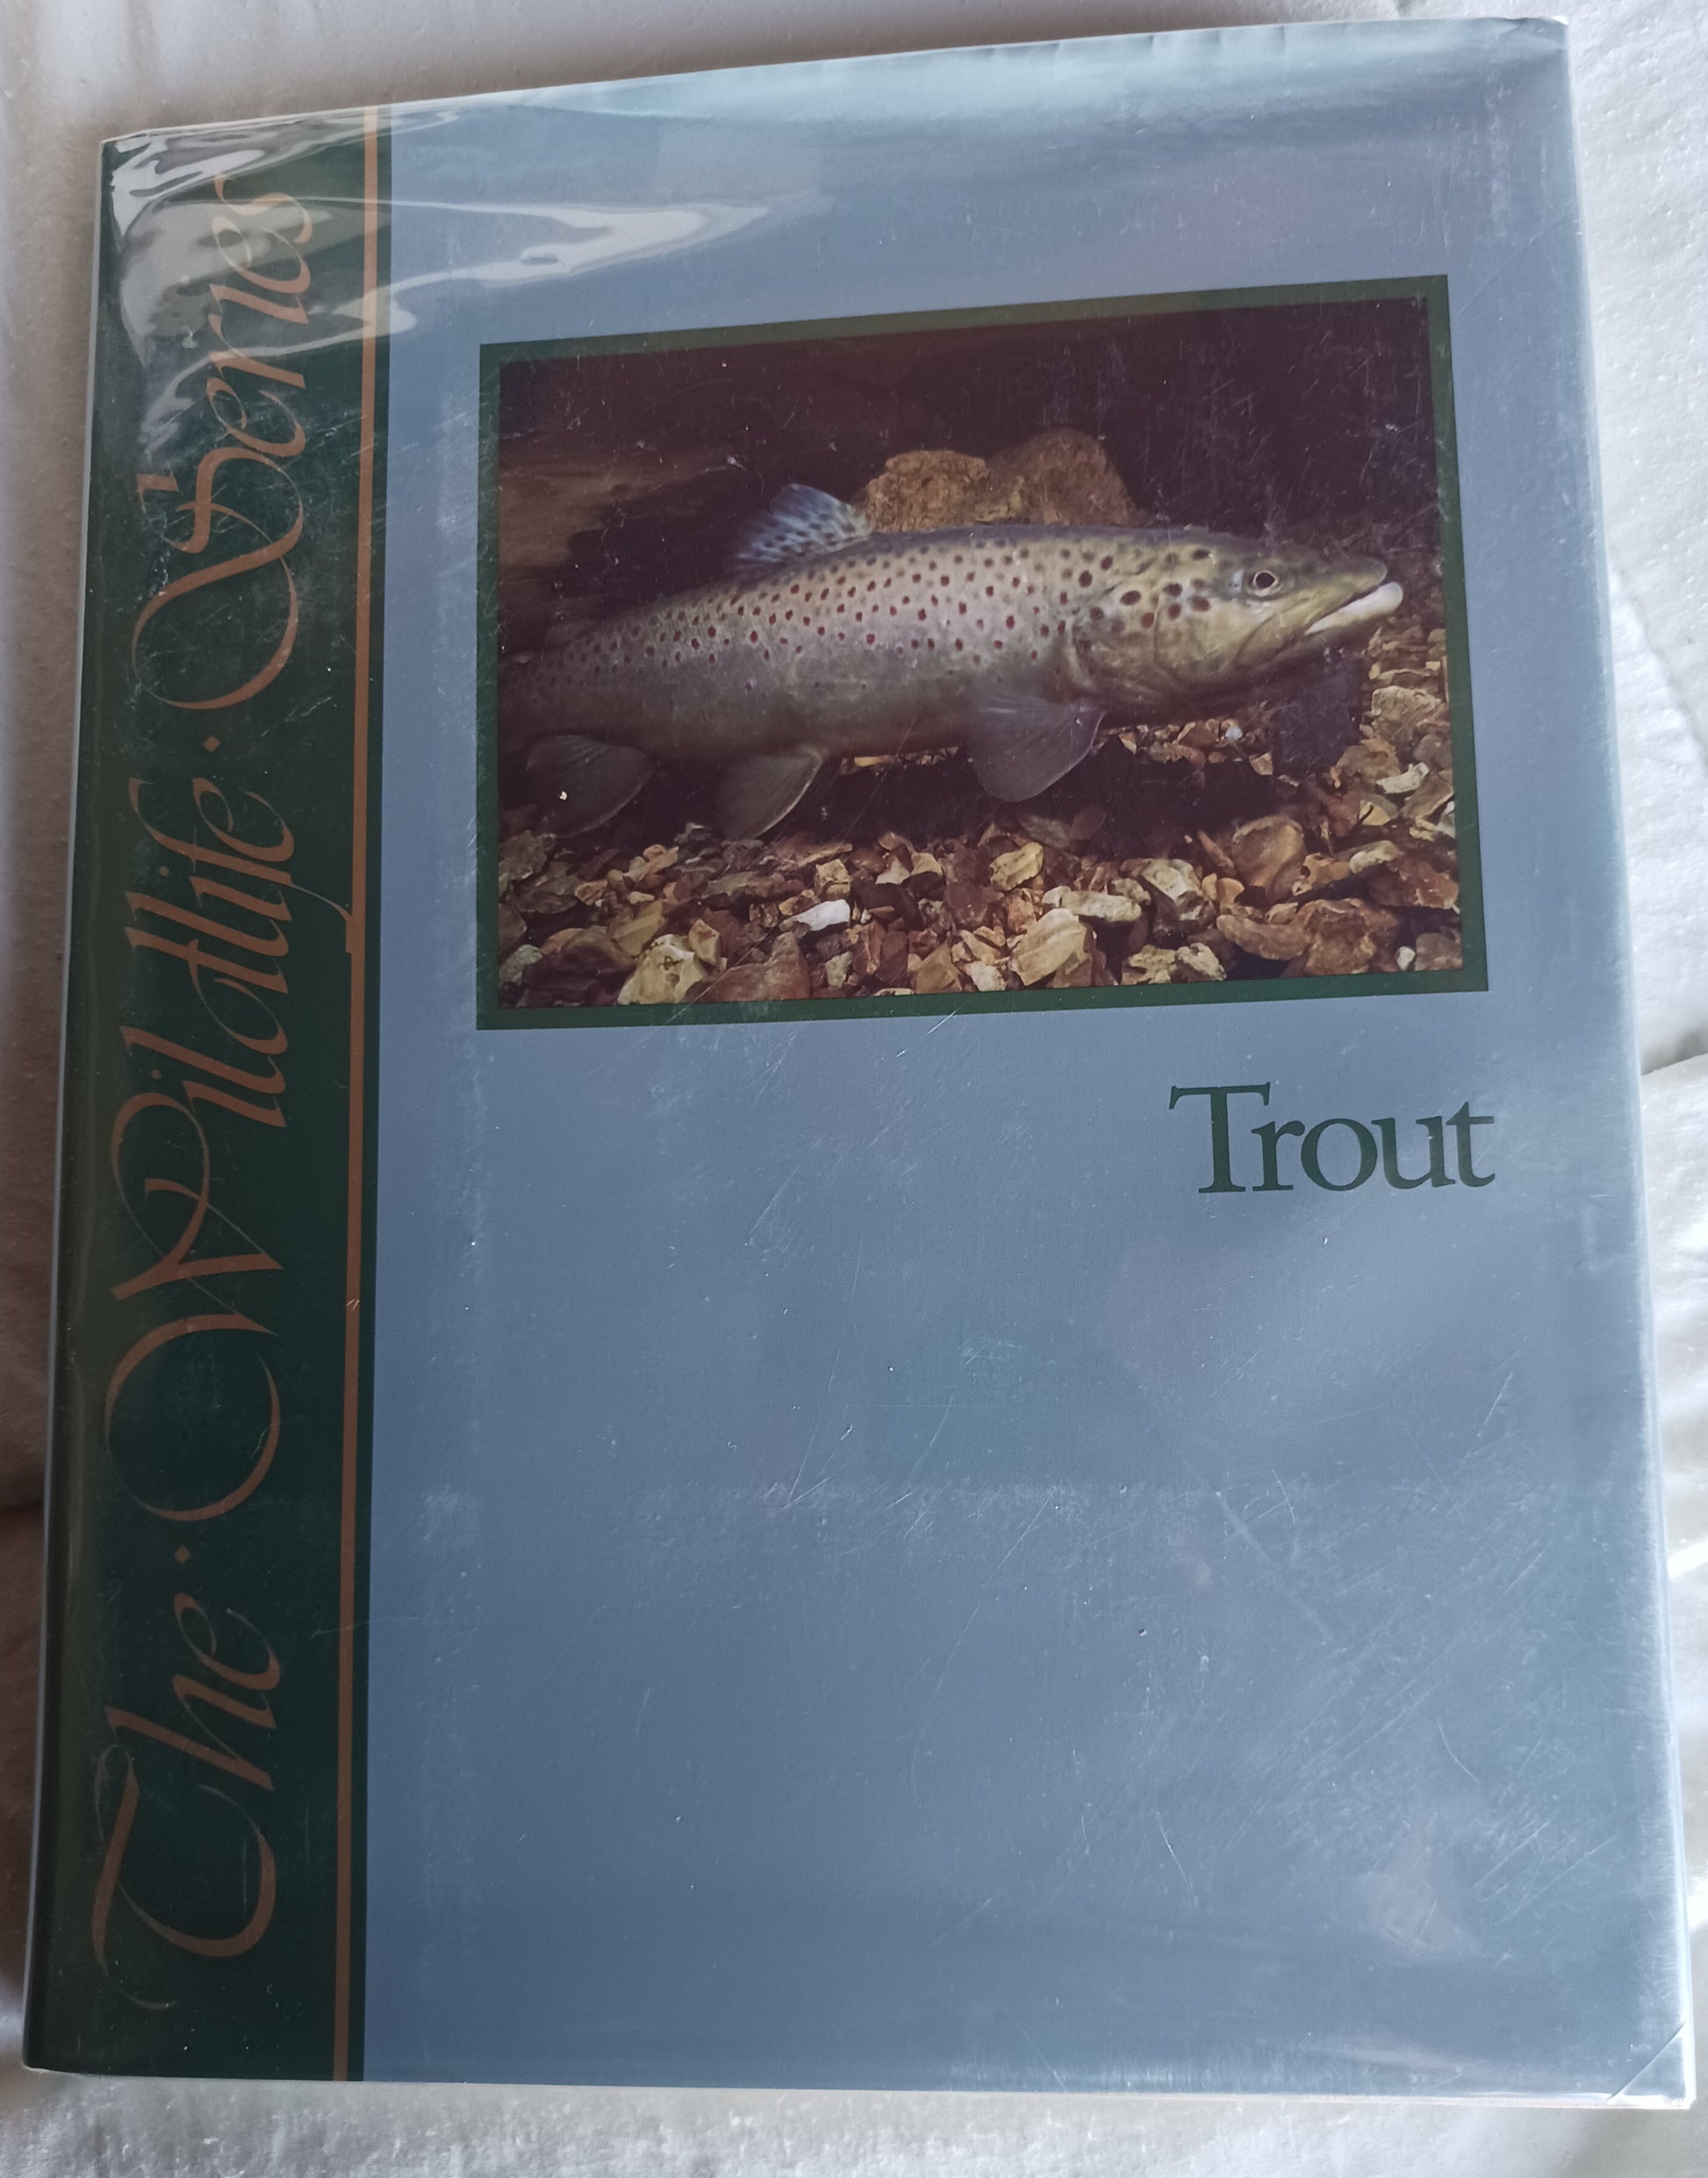 The · Wildlife · Series
Trout